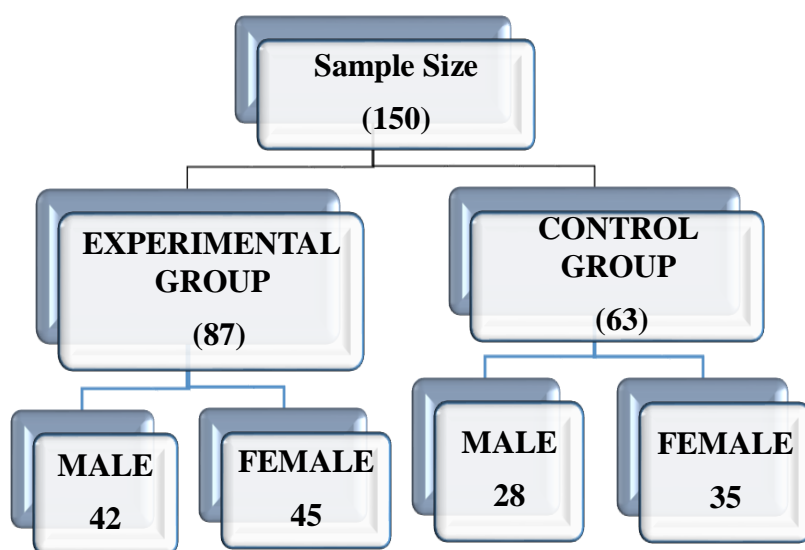 Sample Size
(150)
EXPERIMENTAL
GROUP
(87)
CONTROL
GROUP
(63)
MALE
42
FEMALE
45
MALE
28
FEMALE
35